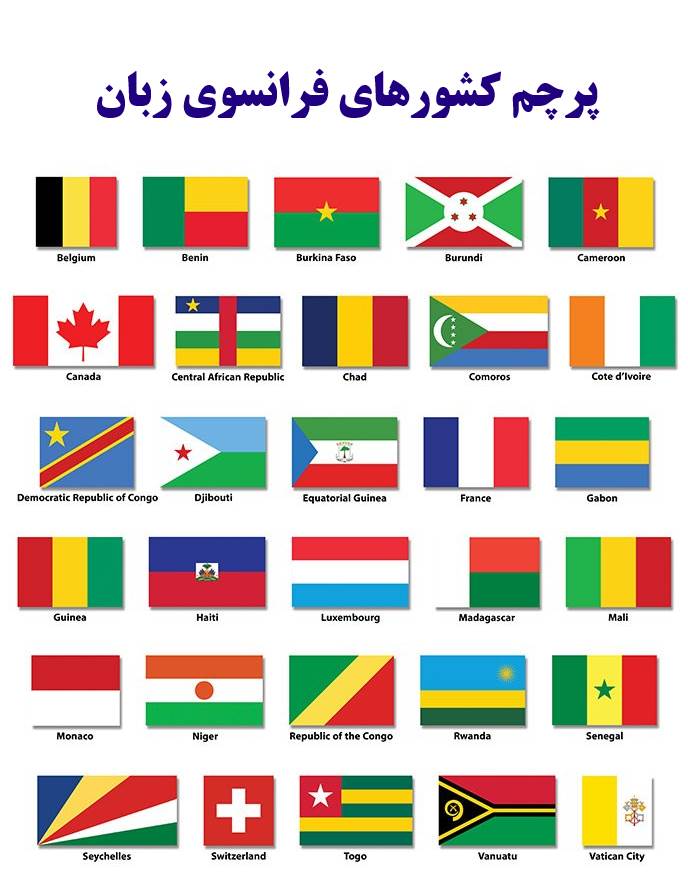 پرچم کشورهای فرانسوی زبان
Belgium Benin Burkina Faso Burundi Cameroon
Canada Central African Republic Chad Comoros Cote d’Ivoire
Democratic Republic of Congo Djibouti Equatorial Guinea France Gabon
Guinea Haiti Luxembourg Madagascar Mali
Monaco Niger Republic of the Congo Rwanda Senegal
Seychelles Switzerland Togo Vanuatu Vatican City